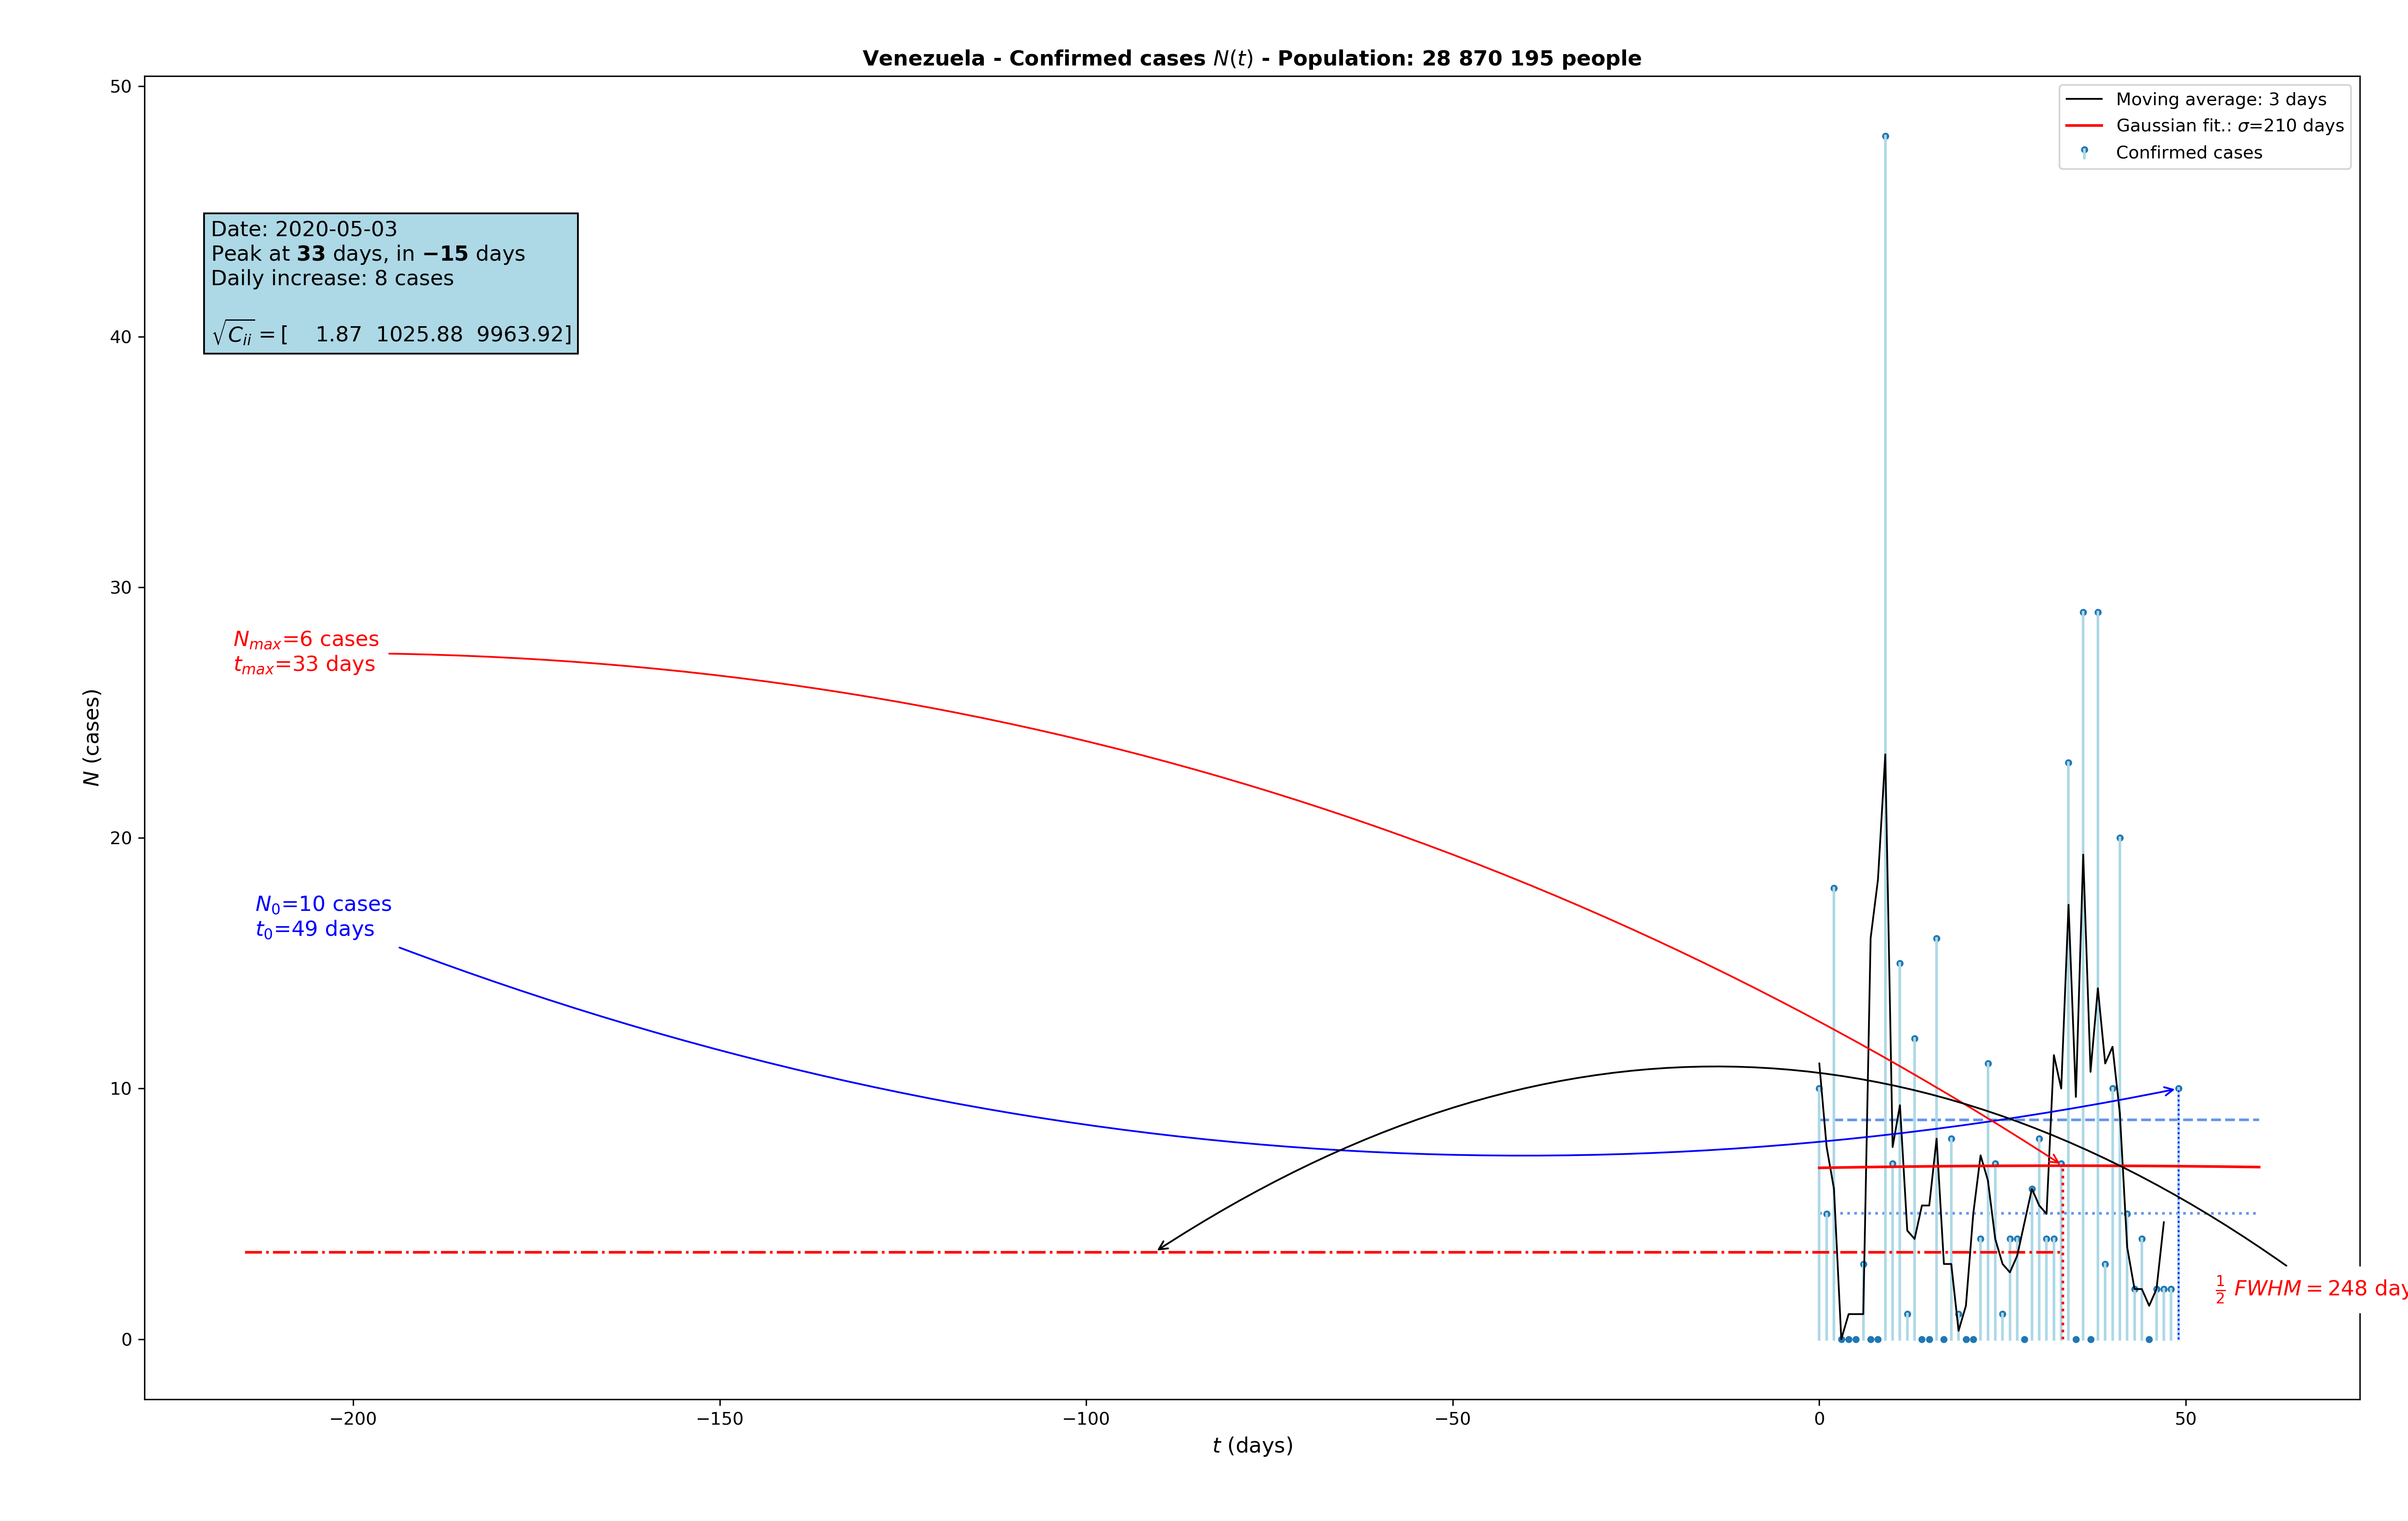 Venezuela - Confirmed cases N(t) - Population: 28 870 195 people
Moving average: 3 days
Gaussian fit.: σ=210 days
Confirmed cases
Date: 2020-05-03
Peak at 33 days, in −15 days
Daily increase: 8 cases
√C_ii = [ 1.87 1025.88 9963.92]
N_max=6 cases
t_max=33 days
N_0=10 cases
t_0=49 days
½ FWHM = 248 day
N (cases)
50
40
30
20
10
0
−200
−150
−100
−50
0
50
t (days)